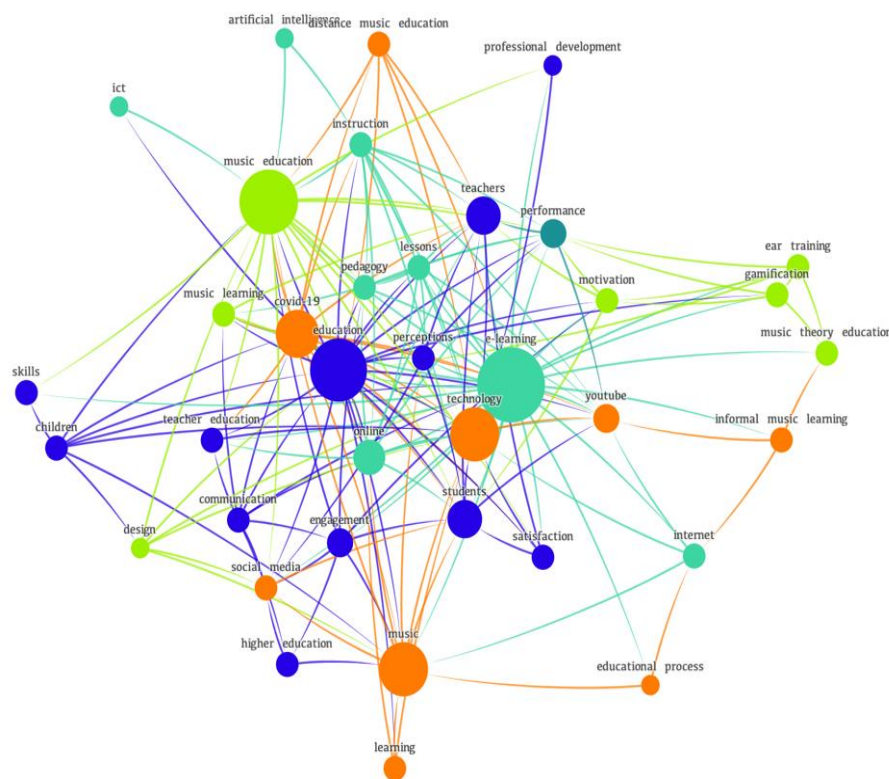 artificial intelligence
distance music education
professional development
ict
instruction
music education
teachers
performance
lessons
ear training
pedagogy
gamification
motivation
music learning
covid-19
education
perceptions
e-learning
music theory education
skills
technology
youtube
teacher education
informal music learning
children
online
communication
students
engagement
design
satisfaction
internet
social media
music
higher education
educational process
learning